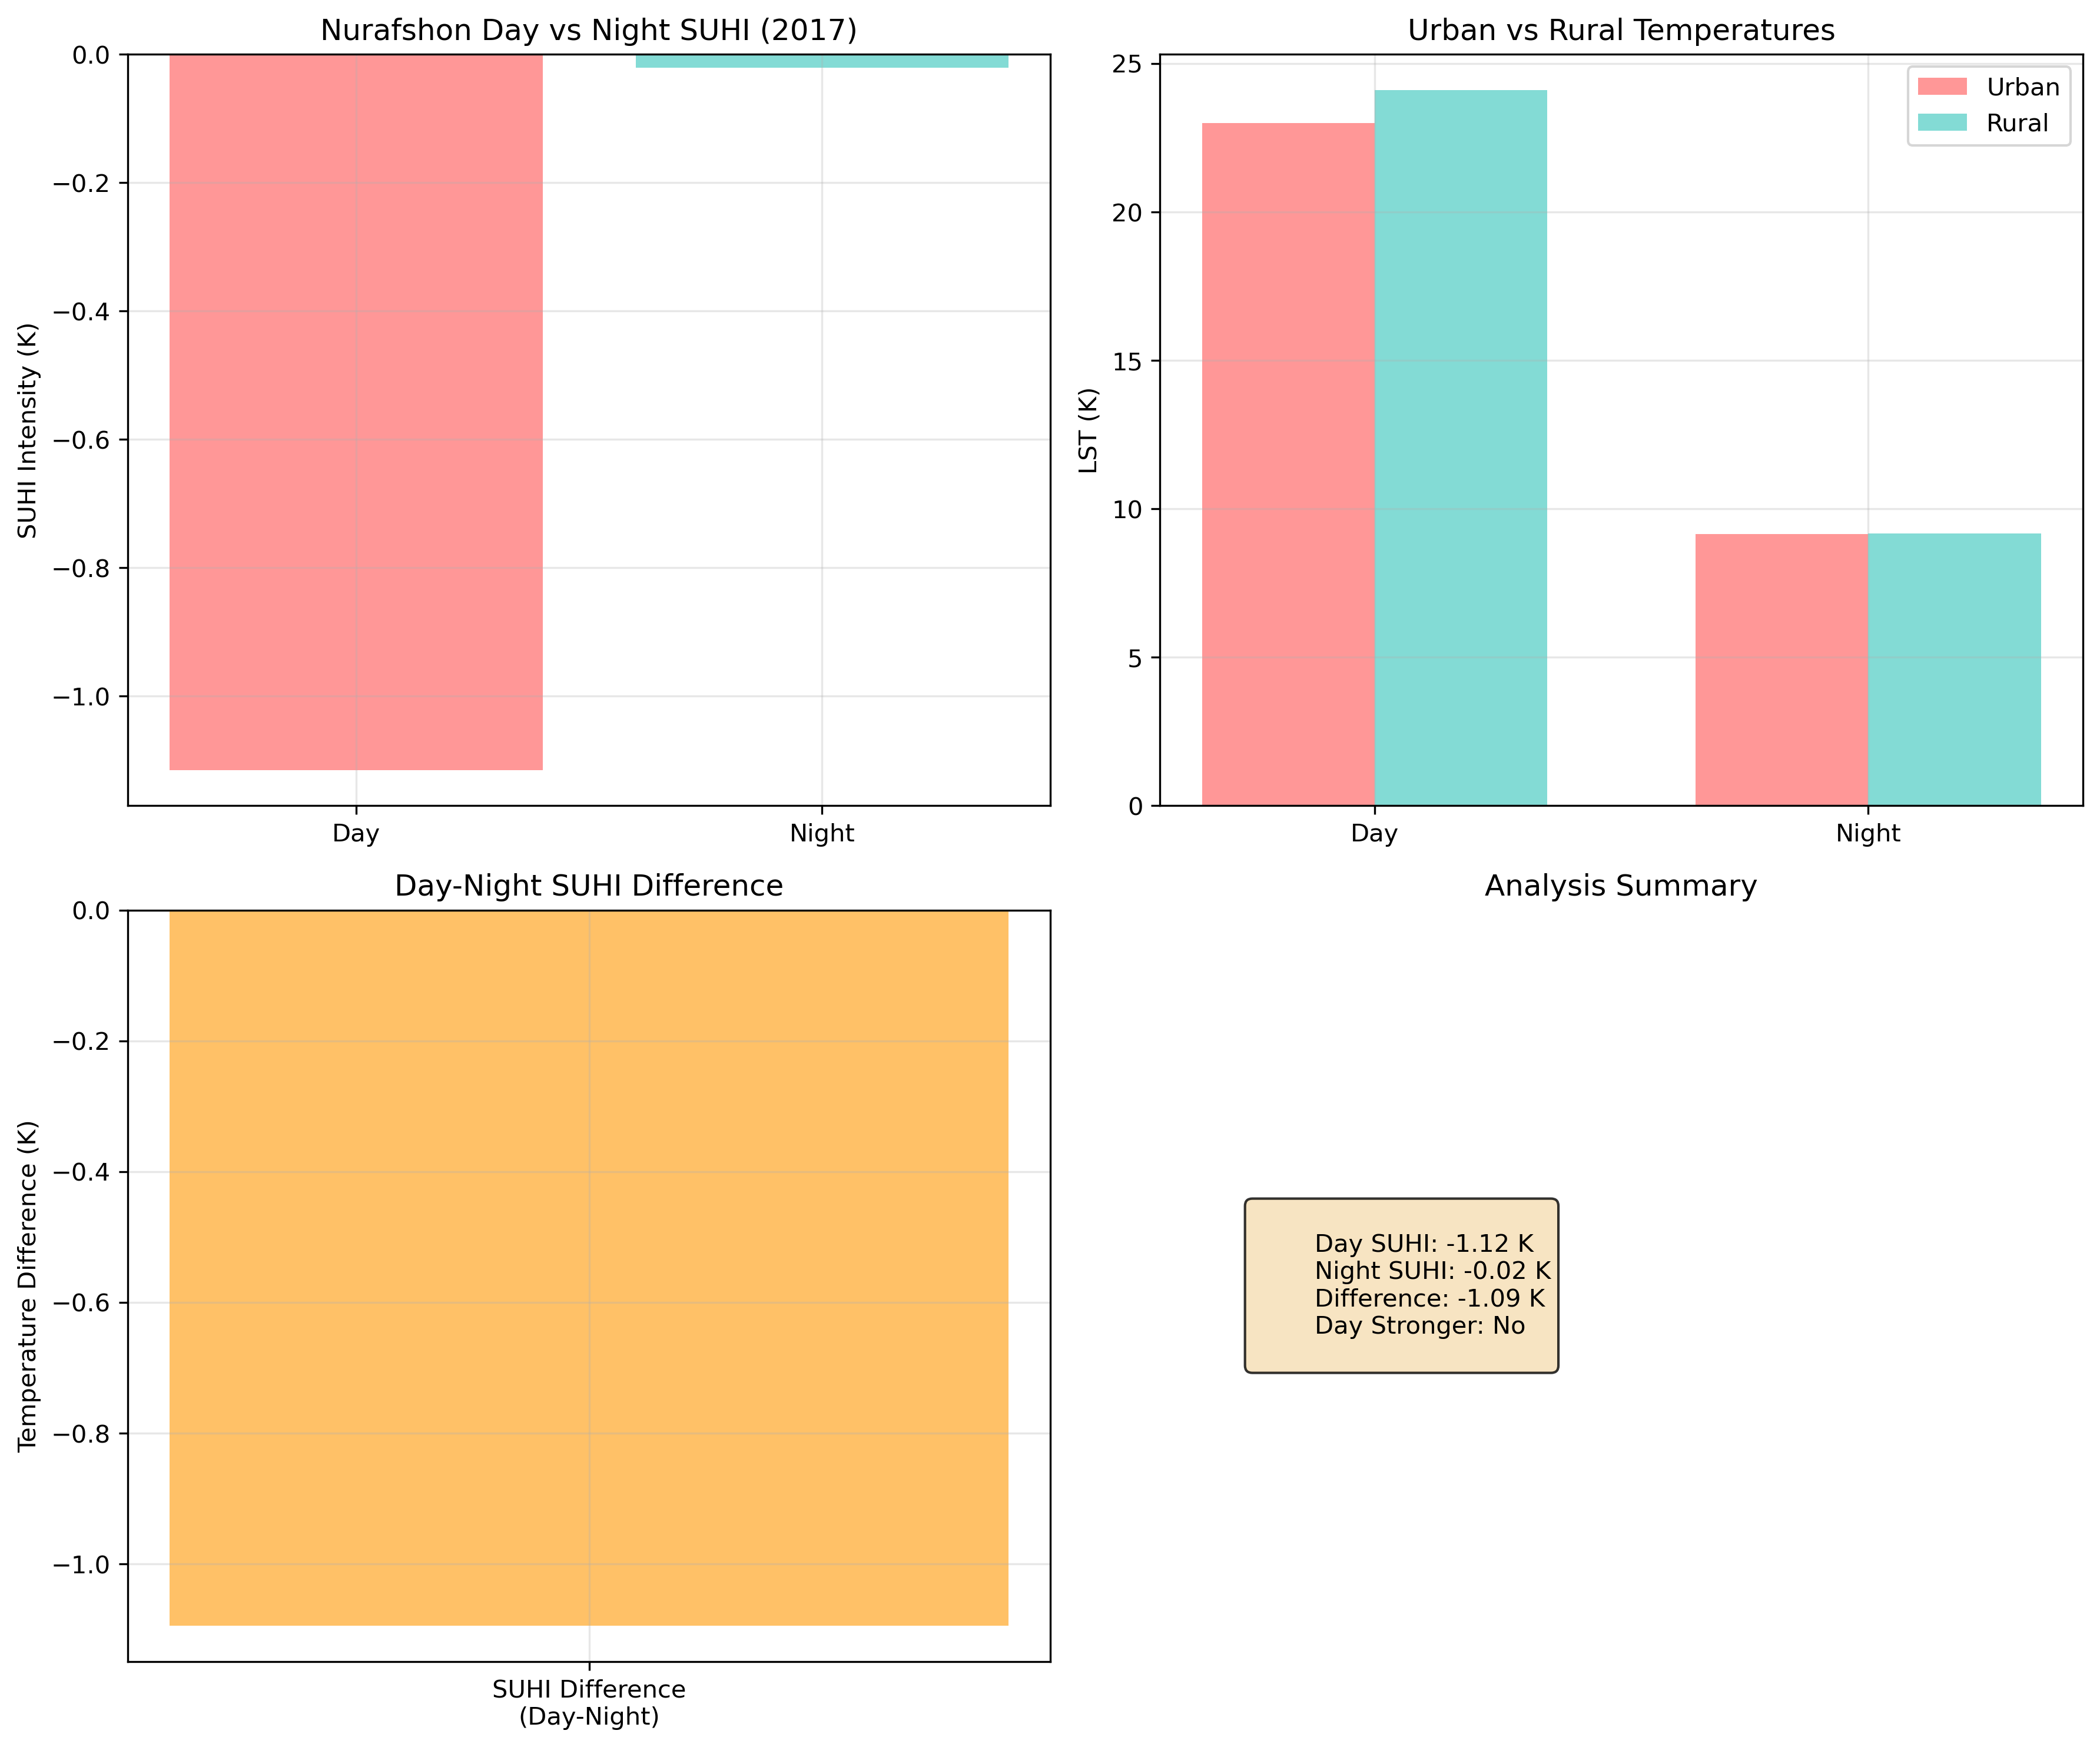 Nurafshon Day vs Night SUHI (2017)
SUHI Intensity (K)
0.0
−0.2
−0.4
−0.6
−0.8
−1.0
Day
Night
Urban vs Rural Temperatures
LST (K)
25
20
15
10
5
0
Day
Night
Urban
Rural
Day-Night SUHI Difference
Temperature Difference (K)
0.0
−0.2
−0.4
−0.6
−0.8
−1.0
SUHI Difference
(Day-Night)
Analysis Summary
Day SUHI: -1.12 K
Night SUHI: -0.02 K
Difference: -1.09 K
Day Stronger: No